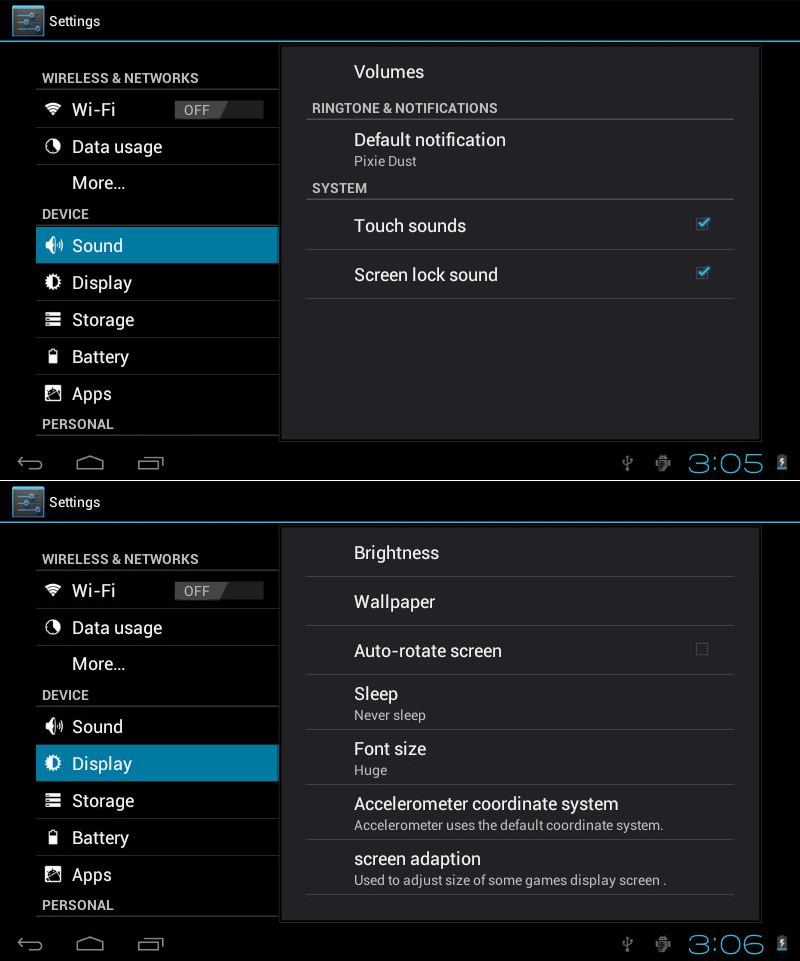 Settings
WIRELESS & NETWORKS
Wi-Fi OFF
Data usage
More...
DEVICE
Sound
Display
Storage
Battery
Apps
PERSONAL
Volumes
RINGTONE & NOTIFICATIONS
Default notification
Pixie Dust
SYSTEM
Touch sounds
Screen lock sound
3:05
Settings
WIRELESS & NETWORKS
Wi-Fi OFF
Data usage
More...
DEVICE
Sound
Display
Storage
Battery
Apps
PERSONAL
Brightness
Wallpaper
Auto-rotate screen
Sleep
Never sleep
Font size
Huge
Accelerometer coordinate system
Accelerometer uses the default coordinate system.
screen adaption
Used to adjust size of some games display screen .
3:06